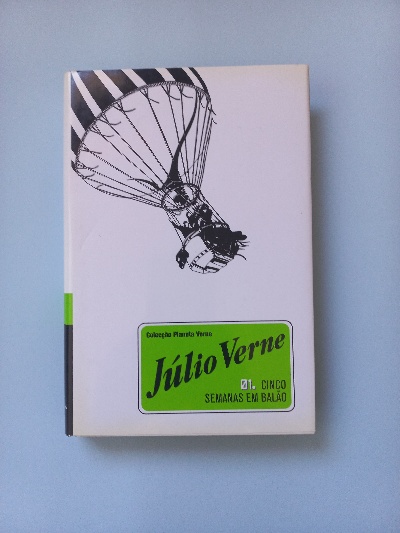 Colecção Planeta Verne
Júlio Verne
01. CINCO
SEMANAS EM BALÃO